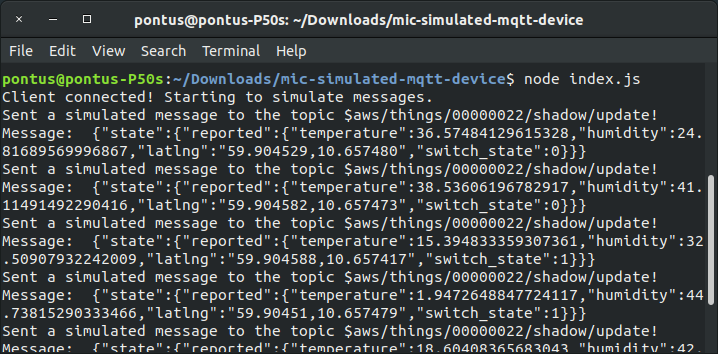 pontus@pontus-P50s: ~/Downloads/mic-simulated-mqtt-device
File Edit View Search Terminal Help
pontus@pontus-P50s:~/Downloads/mic-simulated-mqtt-device$ node index.js
Client connected! Starting to simulate messages.
Sent a simulated message to the topic $aws/things/00000022/shadow/update!
Message:  {"state":{"reported":{"temperature":36.57484129615328,"humidity":24.
81689569996867,"latlng":"59.904529,10.657480","switch_state":0}}}
Sent a simulated message to the topic $aws/things/00000022/shadow/update!
Message:  {"state":{"reported":{"temperature":38.53606196782917,"humidity":41.
11491492290416,"latlng":"59.904582,10.657473","switch_state":0}}}
Sent a simulated message to the topic $aws/things/00000022/shadow/update!
Message:  {"state":{"reported":{"temperature":15.394833359307361,"humidity":32
.50907932242009,"latlng":"59.904588,10.657417","switch_state":1}}}
Sent a simulated message to the topic $aws/things/00000022/shadow/update!
Message:  {"state":{"reported":{"temperature":1.9472648847724117,"humidity":44
.73815290333466,"latlng":"59.90451,10.657479","switch_state":1}}}
Sent a simulated message to the topic $aws/things/00000022/shadow/update!
Message:  {"state":{"reported":{"temperature":18.60408365683043,"humidity":42.